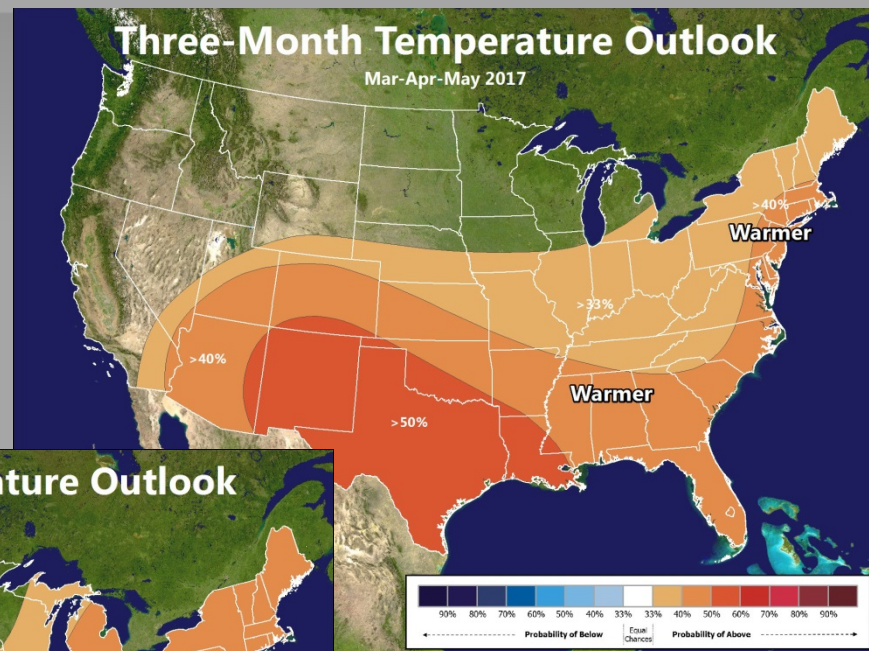 Three-Month Temperature Outlook
Mar-Apr-May 2017
>40%
Warmer
>33%
>40%
Warmer
>50%
Outlook
90% 80% 70% 60% 50% 40% 33% 33% 40% 50% 60% 70% 80% 90%
Probability of Below
Equal
Chances
Probability of Above